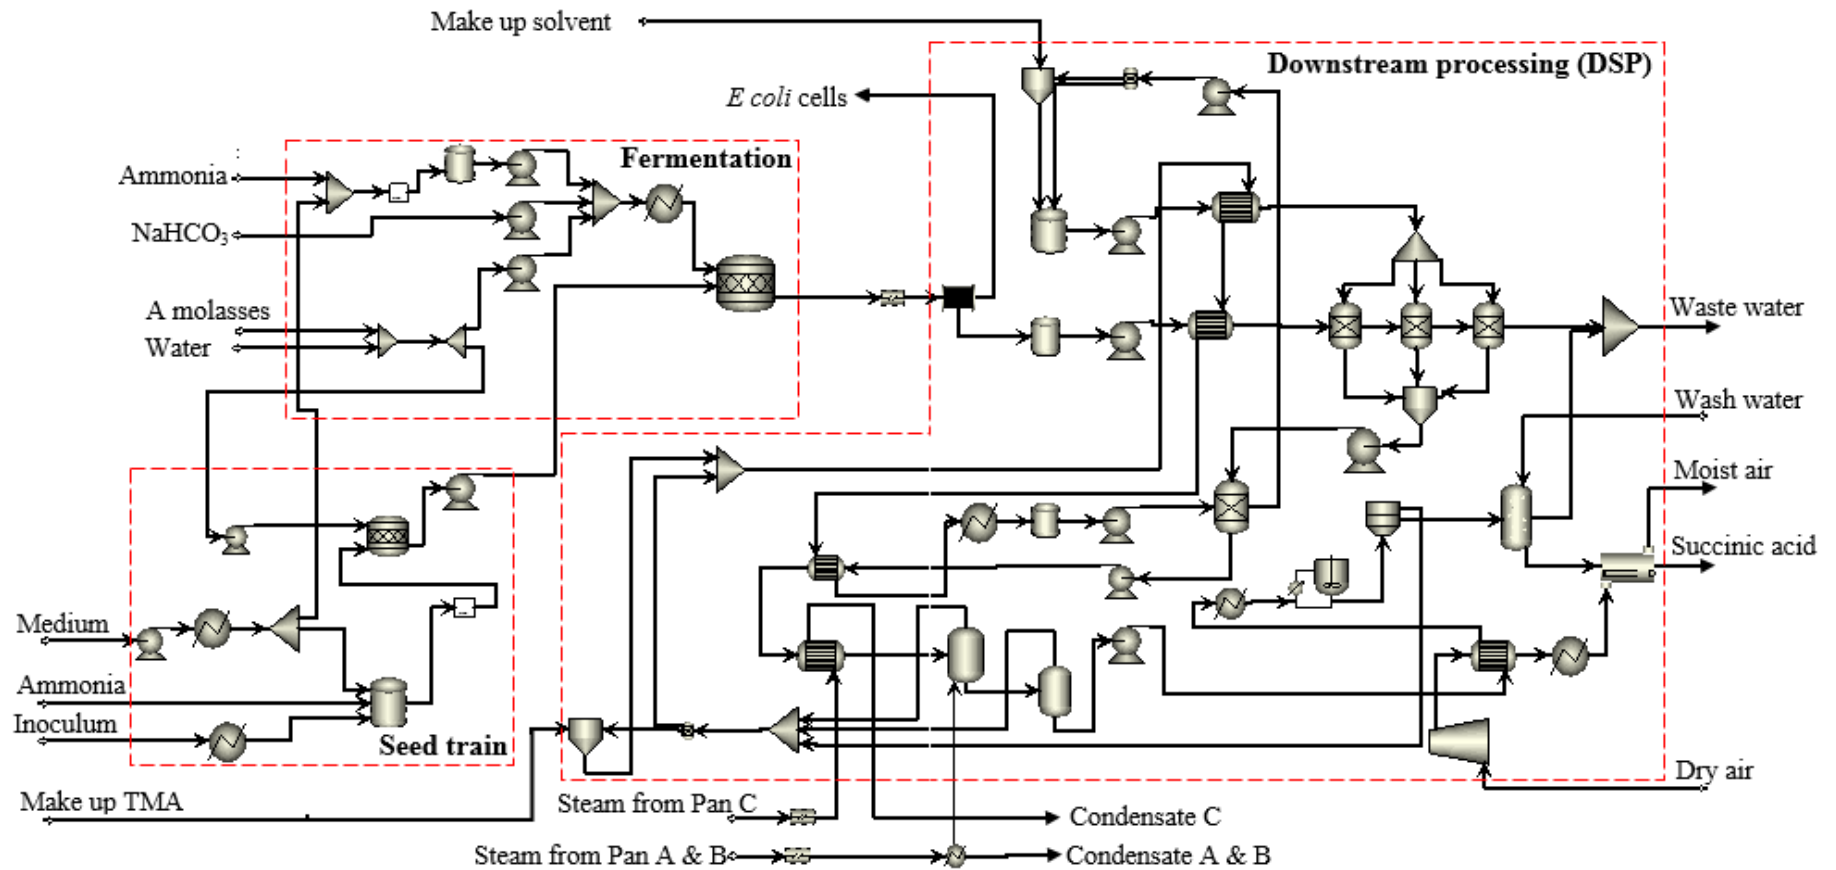 Make up solvent
Downstream processing (DSP)
E coli cells
Fermentation
Ammonia
NaHCO₃
A molasses
Water
Waste water
Wash water
Moist air
Succinic acid
Medium
Ammonia
Inoculum
Seed train
Dry air
Make up TMA
Steam from Pan C
Condensate C
Steam from Pan A & B
Condensate A & B